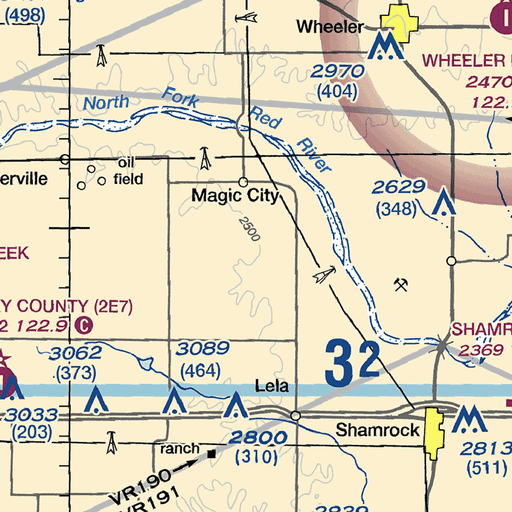 (498)
Wheeler
2970
(404)
WHEELER
2470
122.
North Fork Red River
oil
field
erville
Magic City
2629
(348)
2500
EEK
Y COUNTY (2E7)
2 122.9 C
SHAMR
2369
3062
(373)
3089
(464)
32
3033
(203)
Lela
2800
(310)
Shamrock
2813
(511)
ranch
VR190
VR191